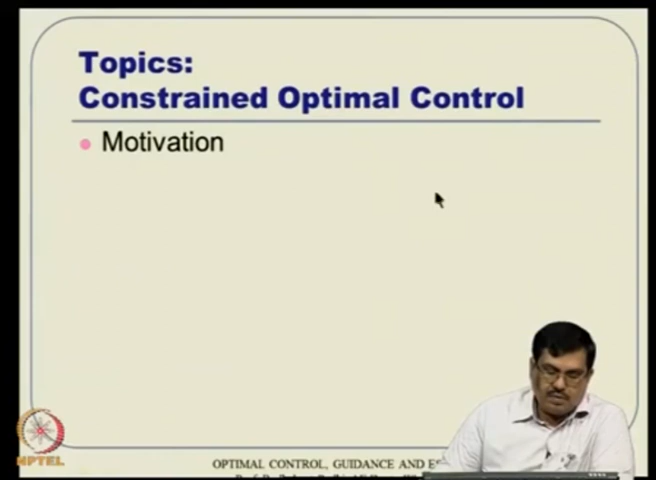 Topics:
Constrained Optimal Control
Motivation
NPTEL
OPTIMAL CONTROL, GUIDANCE AND